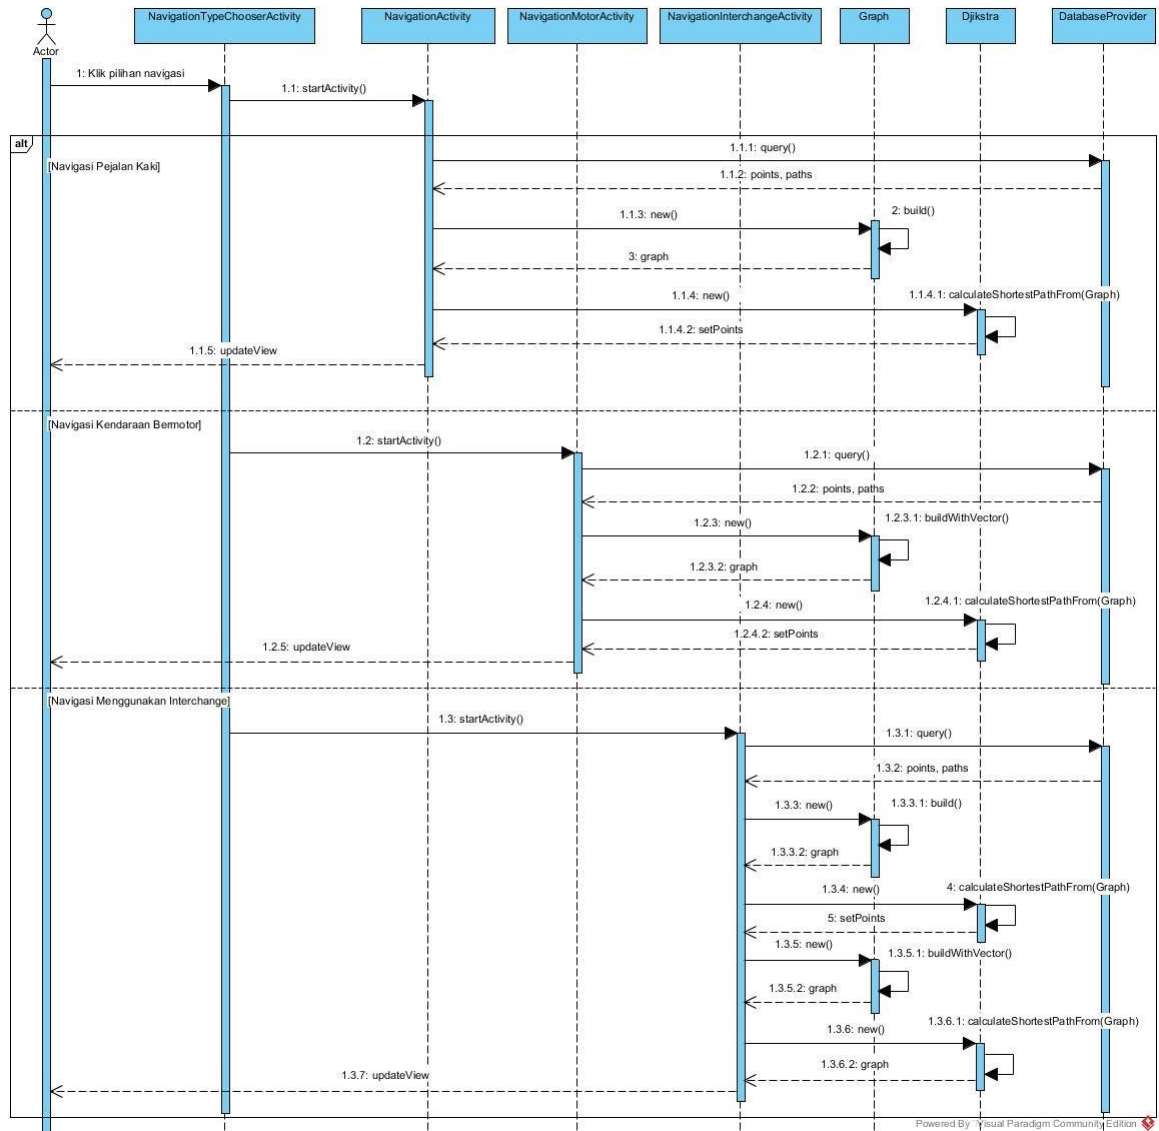 NavigationTypeChooserActivity
NavigationActivity
NavigationMotorActivity
NavigationInterchangeActivity
Graph
Djikstra
DatabaseProvider
Actor
1: Klik pilihan navigasi
1.1: startActivity()
alt
[Navigasi Pejalan Kaki]
1.1.1: query()
1.1.2: points, paths
1.1.3: new()
2: build()
3: graph
1.1.4: new()
1.1.4.1: calculateShortestPathFrom(Graph)
1.1.4.2: setPoints
1.1.5: updateView
[Navigasi Kendaraan Bermotor]
1.2: startActivity()
1.2.1: query()
1.2.2: points, paths
1.2.3: new()
1.2.3.1: buildWithVector()
1.2.3.2: graph
1.2.4: new()
1.2.4.1: calculateShortestPathFrom(Graph)
1.2.4.2: setPoints
1.2.5: updateView
[Navigasi Menggunakan Interchange]
1.3: startActivity()
1.3.1: query()
1.3.2: points, paths
1.3.3: new()
1.3.3.1: build()
1.3.3.2: graph
1.3.4: new()
4: calculateShortestPathFrom(Graph)
5: setPoints
1.3.5: new()
1.3.5.1: buildWithVector()
1.3.5.2: graph
1.3.6: new()
1.3.6.1: calculateShortestPathFrom(Graph)
1.3.6.2: graph
1.3.7: updateView
Powered By Visual Paradigm Community Edition